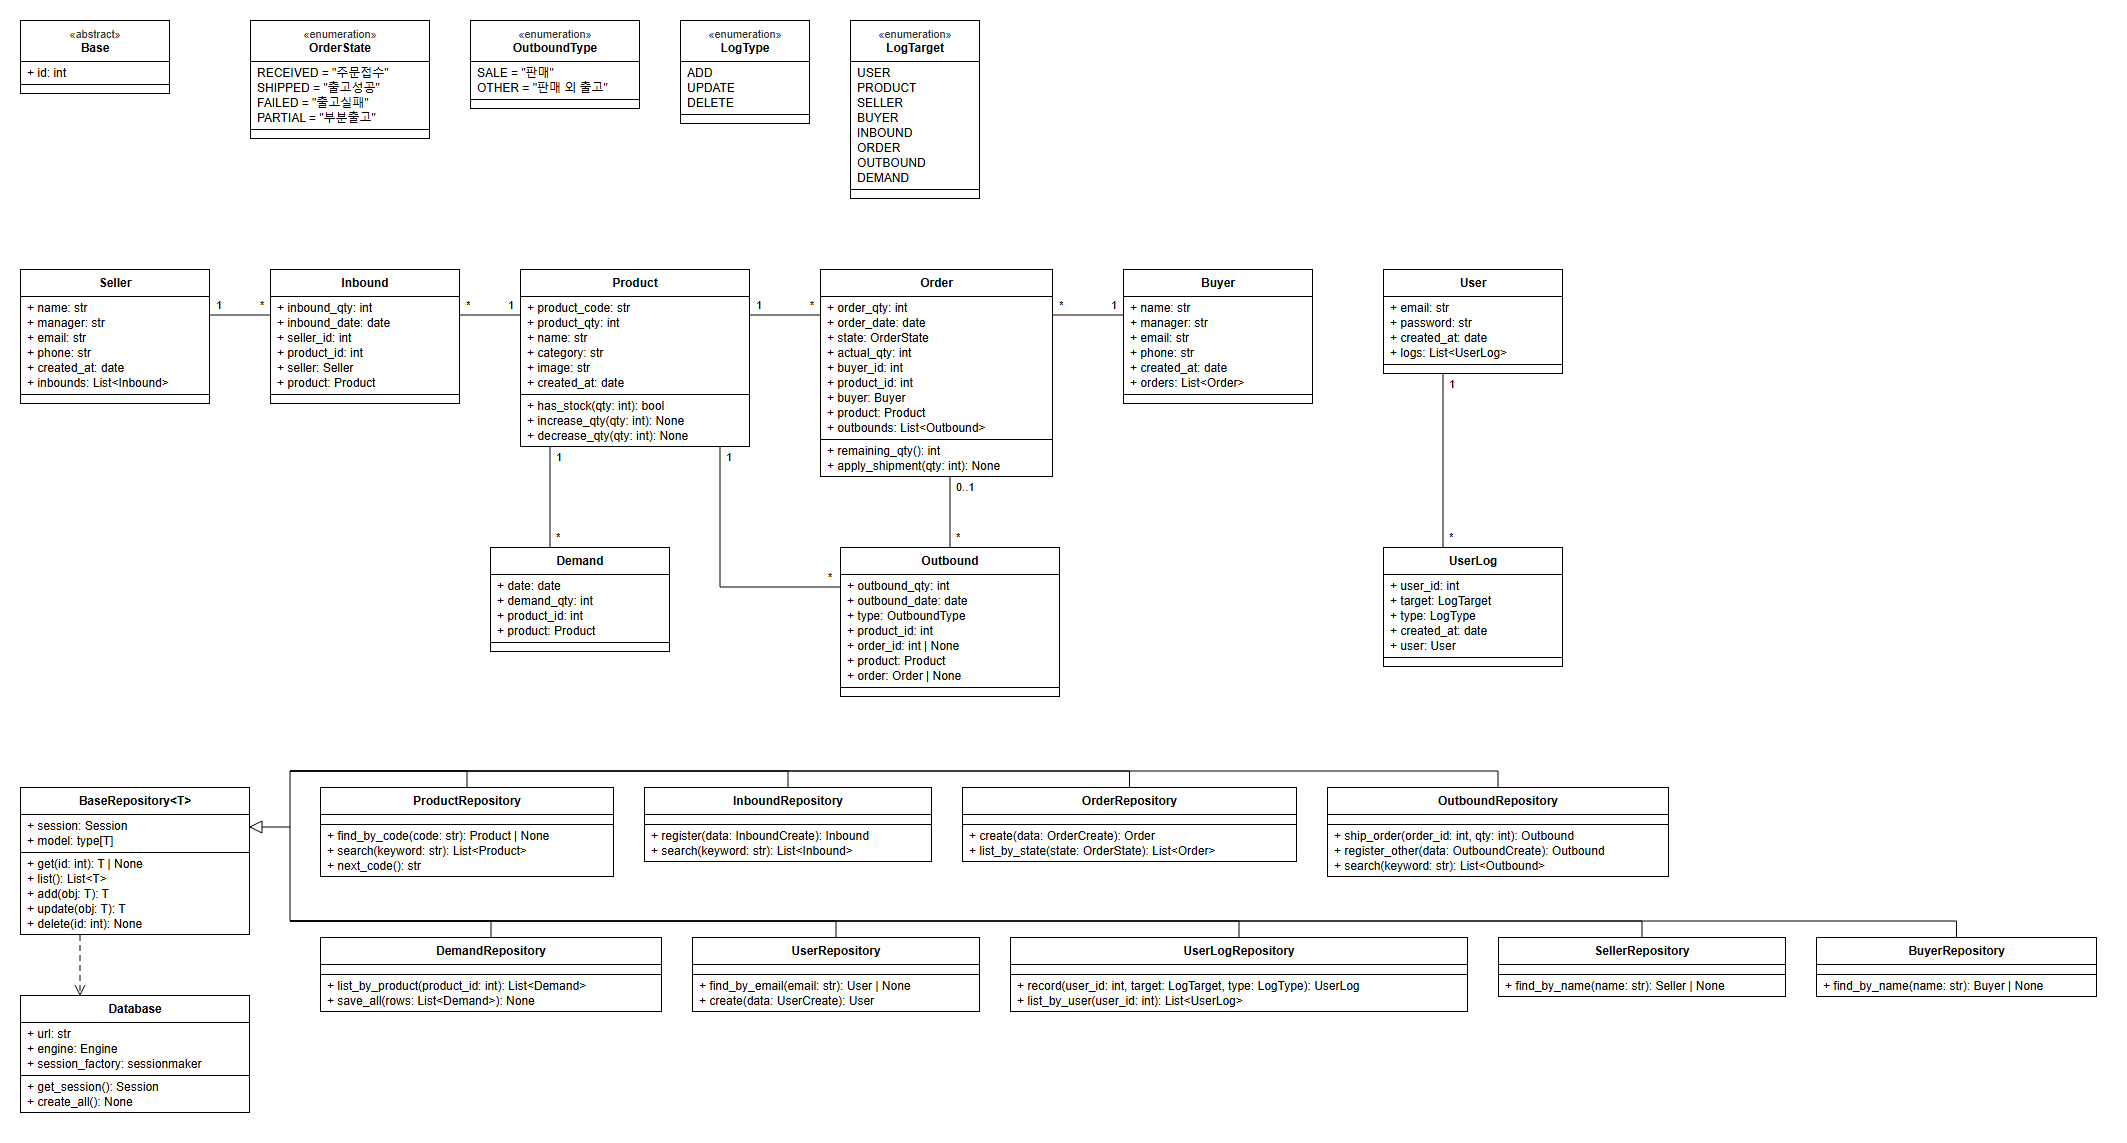 «abstract»
Base
+ id: int
«enumeration»
OrderState
RECEIVED = "주문접수"
SHIPPED = "출고성공"
FAILED = "출고실패"
PARTIAL = "부분출고"
«enumeration»
OutboundType
SALE = "판매"
OTHER = "판매 외 출고"
«enumeration»
LogType
ADD
UPDATE
DELETE
«enumeration»
LogTarget
USER
PRODUCT
SELLER
BUYER
INBOUND
ORDER
OUTBOUND
DEMAND
Seller
+ name: str
+ manager: str
+ email: str
+ phone: str
+ created_at: date
+ inbounds: List<Inbound>
1
*
Inbound
+ inbound_qty: int
+ inbound_date: date
+ seller_id: int
+ product_id: int
+ seller: Seller
+ product: Product
*
1
Product
+ product_code: str
+ product_qty: int
+ name: str
+ category: str
+ image: str
+ created_at: date
+ has_stock(qty: int): bool
+ increase_qty(qty: int): None
+ decrease_qty(qty: int): None
1
*
Order
+ order_qty: int
+ order_date: date
+ state: OrderState
+ actual_qty: int
+ buyer_id: int
+ product_id: int
+ buyer: Buyer
+ product: Product
+ outbounds: List<Outbound>
+ remaining_qty(): int
+ apply_shipment(qty: int): None
*
1
Buyer
+ name: str
+ manager: str
+ email: str
+ phone: str
+ created_at: date
+ orders: List<Order>
User
+ email: str
+ password: str
+ created_at: date
+ logs: List<UserLog>
1
1
1
0..1
*
*
*
*
Demand
+ date: date
+ demand_qty: int
+ product_id: int
+ product: Product
Outbound
+ outbound_qty: int
+ outbound_date: date
+ type: OutboundType
+ product_id: int
+ order_id: int | None
+ product: Product
+ order: Order | None
UserLog
+ user_id: int
+ target: LogTarget
+ type: LogType
+ created_at: date
+ user: User
BaseRepository<T>
+ session: Session
+ model: type[T]
+ get(id: int): T | None
+ list(): List<T>
+ add(obj: T): T
+ update(obj: T): T
+ delete(id: int): None
ProductRepository
+ find_by_code(code: str): Product | None
+ search(keyword: str): List<Product>
+ next_code(): str
InboundRepository
+ register(data: InboundCreate): Inbound
+ search(keyword: str): List<Inbound>
OrderRepository
+ create(data: OrderCreate): Order
+ list_by_state(state: OrderState): List<Order>
OutboundRepository
+ ship_order(order_id: int, qty: int): Outbound
+ register_other(data: OutboundCreate): Outbound
+ search(keyword: str): List<Outbound>
DemandRepository
+ list_by_product(product_id: int): List<Demand>
+ save_all(rows: List<Demand>): None
UserRepository
+ find_by_email(email: str): User | None
+ create(data: UserCreate): User
UserLogRepository
+ record(user_id: int, target: LogTarget, type: LogType): UserLog
+ list_by_user(user_id: int): List<UserLog>
SellerRepository
+ find_by_name(name: str): Seller | None
BuyerRepository
+ find_by_name(name: str): Buyer | None
Database
+ url: str
+ engine: Engine
+ session_factory: sessionmaker
+ get_session(): Session
+ create_all(): None